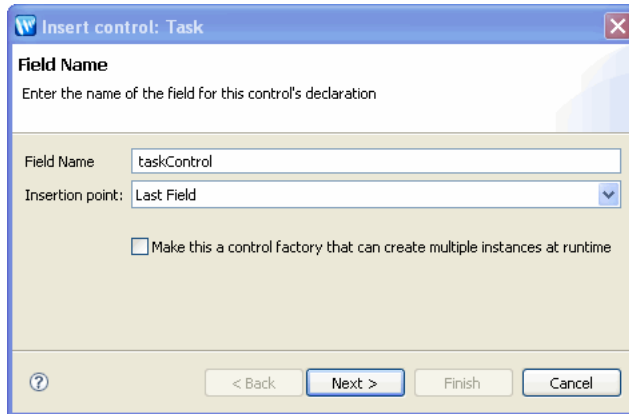 Insert control: Task
Field Name
Enter the name of the field for this control's declaration
Field Name taskControl
Insertion point: Last Field
Make this a control factory that can create multiple instances at runtime
? < Back Next > Finish Cancel